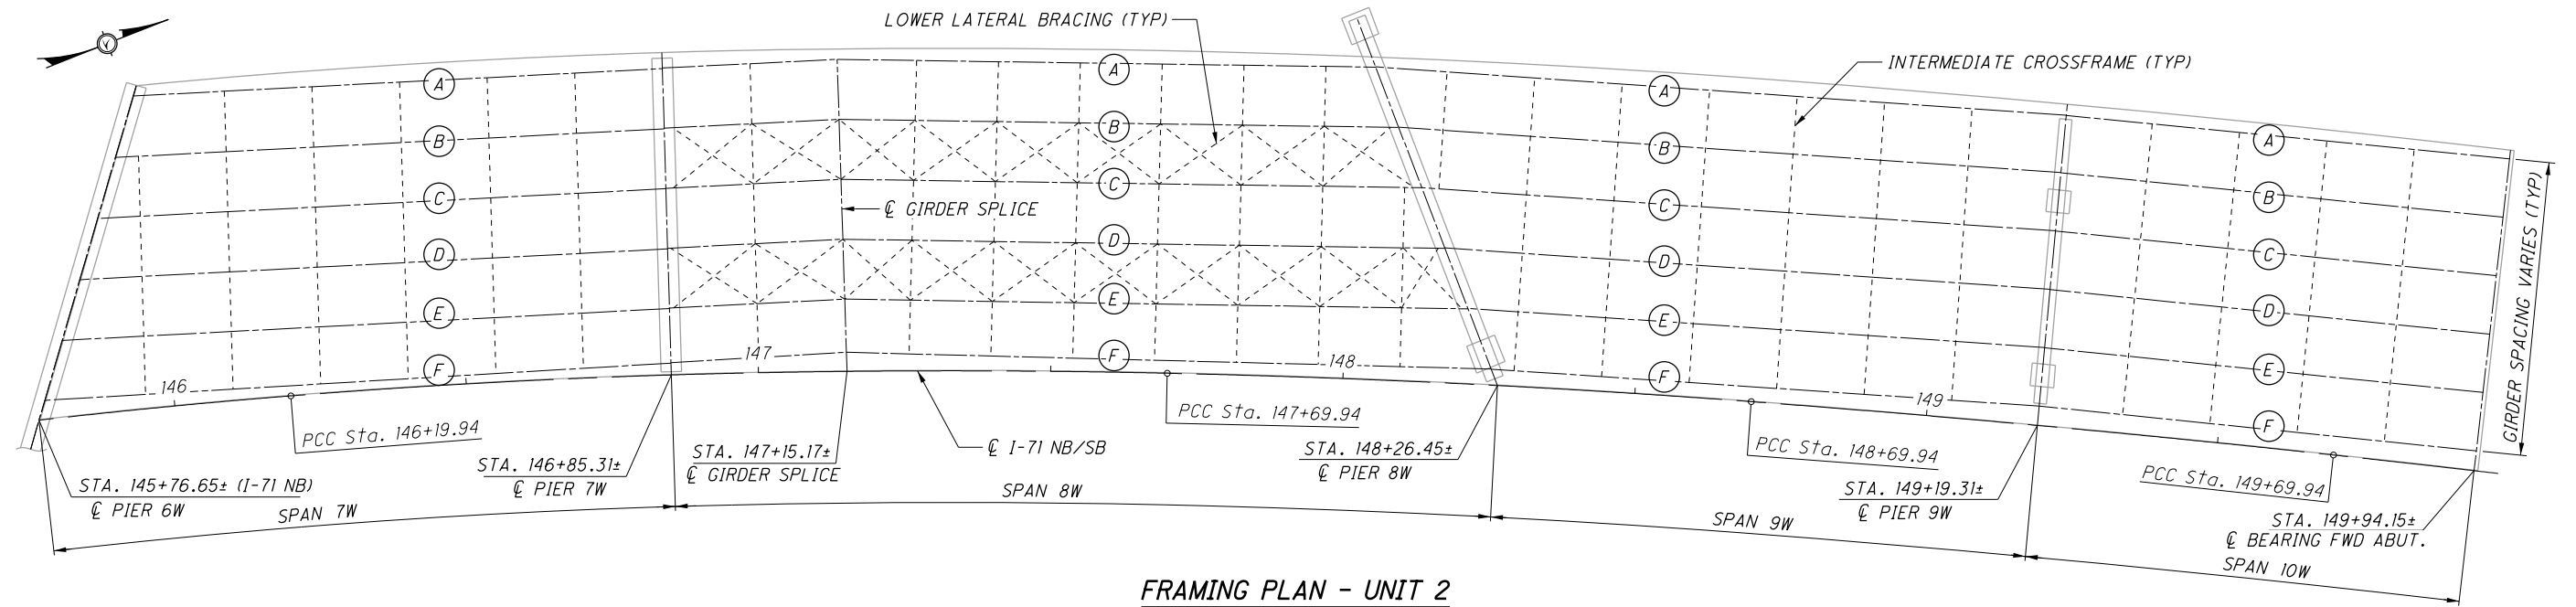 LOWER LATERAL BRACING (TYP)
INTERMEDIATE CROSSFRAME (TYP)
A
A
A
A
B
B
B
B
C
C
C
C
D
D
D
D
E
E
E
E
F
F
F
F
℄ GIRDER SPLICE
GIRDER SPACING VARIES (TYP)
146
147
148
149
PCC Sta. 146+19.94
PCC Sta. 147+69.94
PCC Sta. 148+69.94
PCC Sta. 149+69.94
STA. 145+76.65± (I-71 NB)
℄ PIER 6W
STA. 146+85.31±
℄ PIER 7W
STA. 147+15.17±
℄ GIRDER SPLICE
℄ I-71 NB/SB
STA. 148+26.45±
℄ PIER 8W
STA. 149+19.31±
℄ PIER 9W
STA. 149+94.15±
℄ BEARING FWD ABUT.
SPAN 7W
SPAN 8W
SPAN 9W
SPAN 10W
FRAMING PLAN - UNIT 2